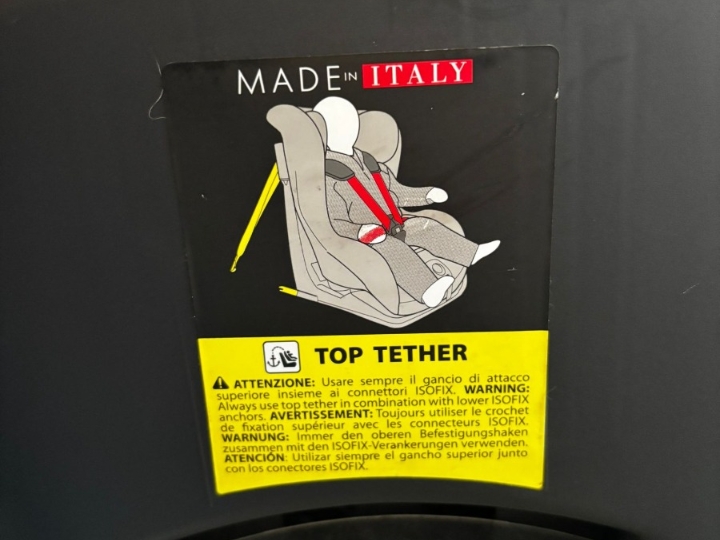 MADE IN ITALY
TOP TETHER
⚠ ATTENZIONE: Usare sempre il gancio di attacco
superiore insieme ai connettori ISOFIX. WARNING:
Always use top tether in combination with lower ISOFIX
anchors. AVERTISSEMENT: Toujours utiliser le crochet
de fixation supérieur avec les connecteurs ISOFIX.
WARNUNG: Immer den oberen Befestigungshaken
zusammen mit den ISOFIX-Verankerungen verwenden.
ATENCIÓN: Utilizar siempre el gancho superior junto
con los conectores ISOFIX.